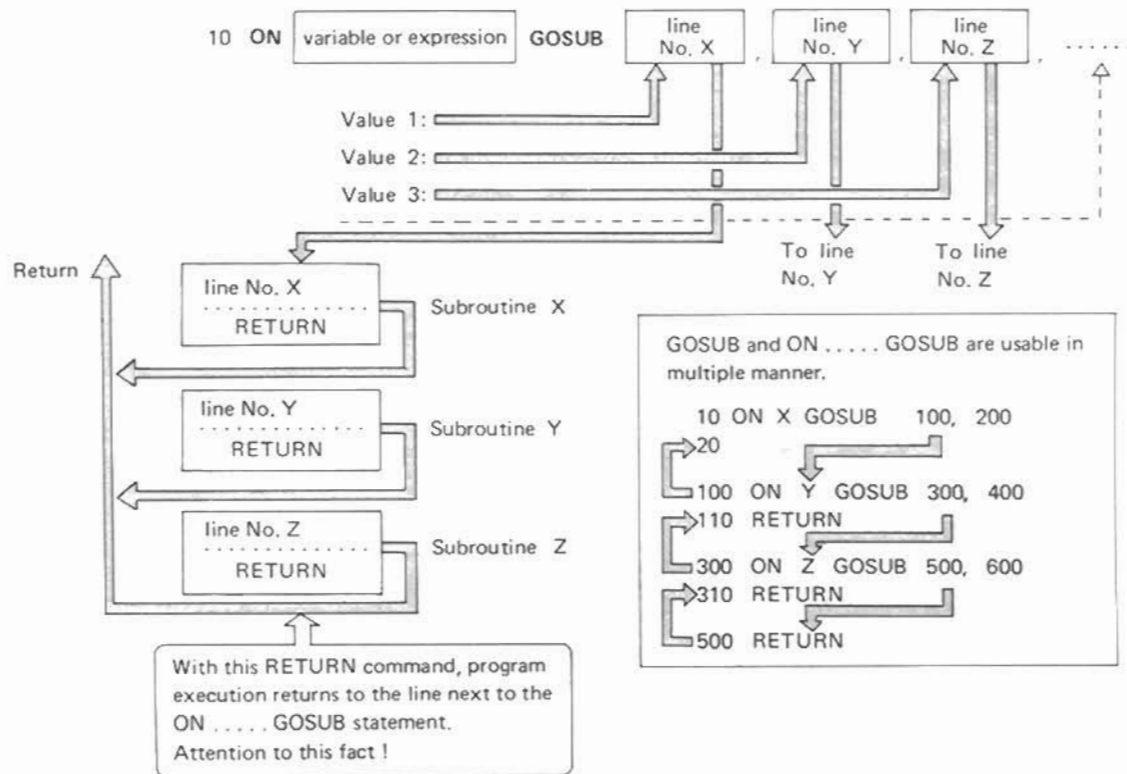 10 ON variable or expression GOSUB line No. X , line No. Y , line No. Z , .....
Value 1:
Value 2:
Value 3:
To line No. Y
To line No. Z
Return
line No. X
..............
RETURN
Subroutine X
line No. Y
..............
RETURN
Subroutine Y
line No. Z
..............
RETURN
Subroutine Z
With this RETURN command, program
execution returns to the line next to the
ON ..... GOSUB statement.
Attention to this fact !
GOSUB and ON ..... GOSUB are usable in
multiple manner.
10 ON X GOSUB 100, 200
20
100 ON Y GOSUB 300, 400
110 RETURN
300 ON Z GOSUB 500, 600
310 RETURN
500 RETURN